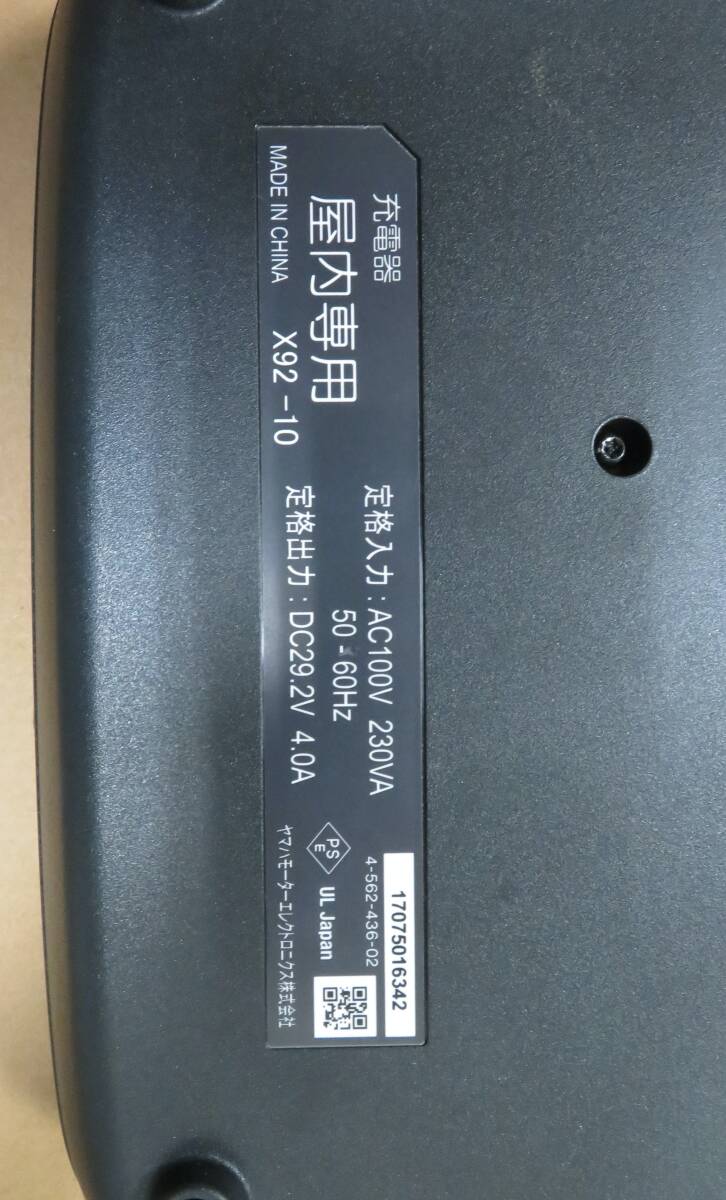 充電器
屋内専用
MADE IN CHINA X92 -10
定格入力 : AC100V 230VA
50 - 60Hz
定格出力 : DC29.2V 4.0A
17075016342
4-562-436-02
PS
E
UL Japan
ヤマハモーターエレクトロニクス株式会社